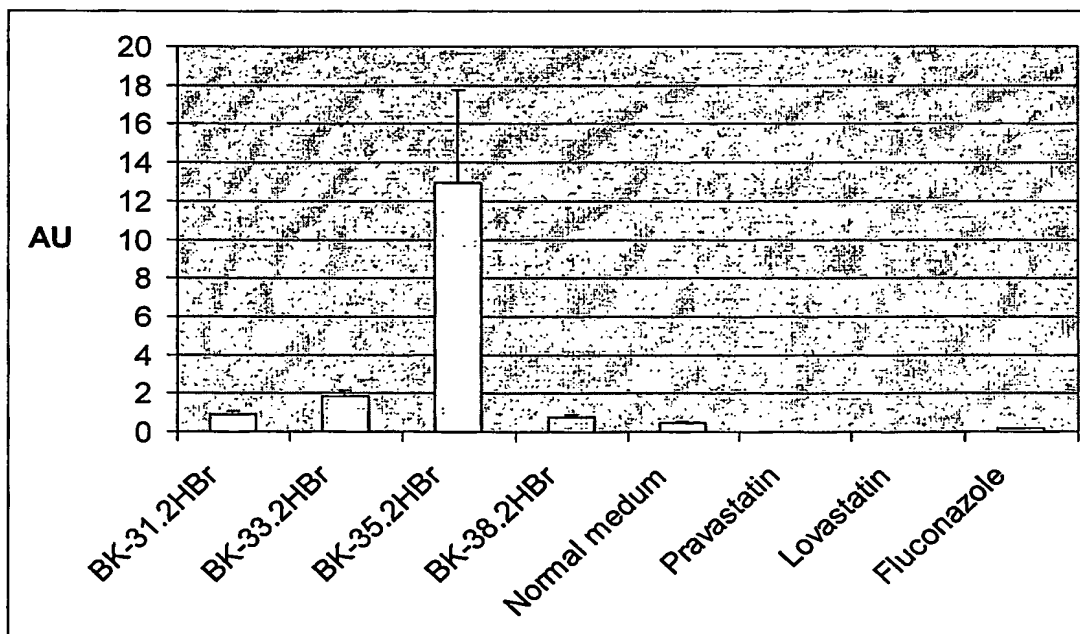 20
18
16
14
12
10
8
6
4
2
0
AU
BK-31.2HBr
BK-33.2HBr
BK-35.2HBr
BK-38.2HBr
Normal medum
Pravastatin
Lovastatin
Fluconazole